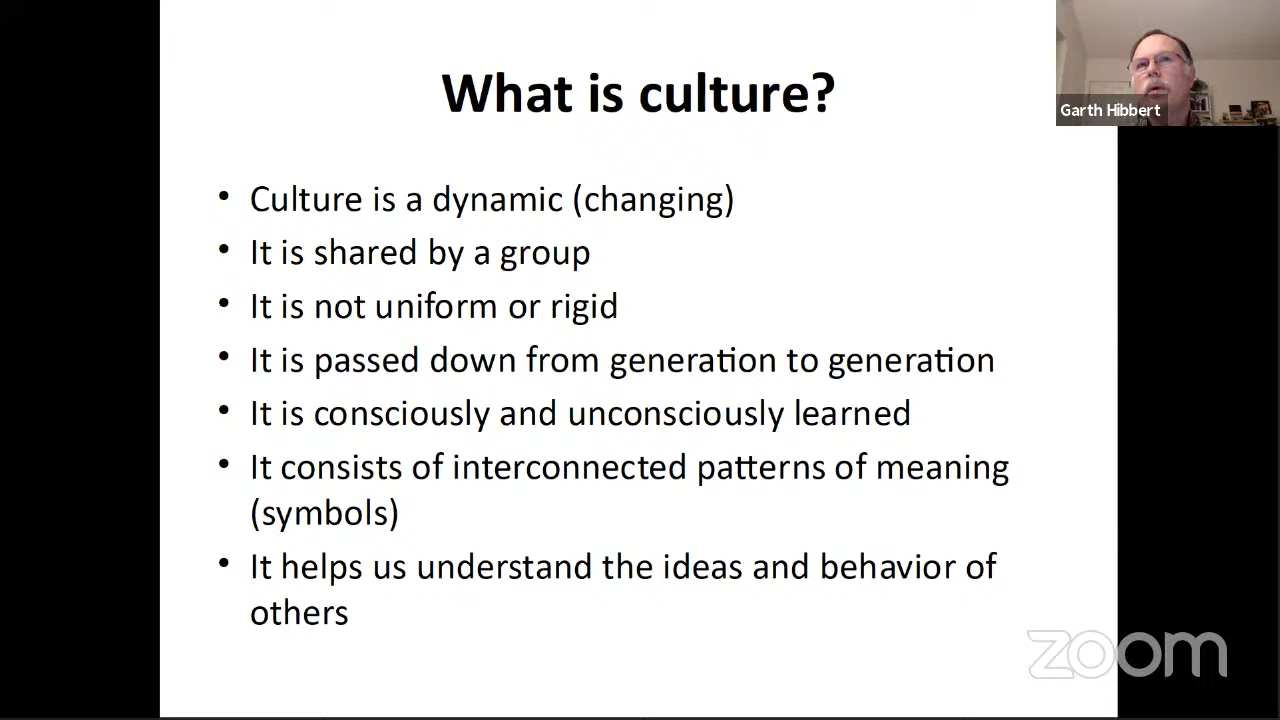 What is culture?
Garth Hibbert
• Culture is a dynamic (changing)
• It is shared by a group
• It is not uniform or rigid
• It is passed down from generation to generation
• It is consciously and unconsciously learned
• It consists of interconnected patterns of meaning
(symbols)
• It helps us understand the ideas and behavior of
others
zoom